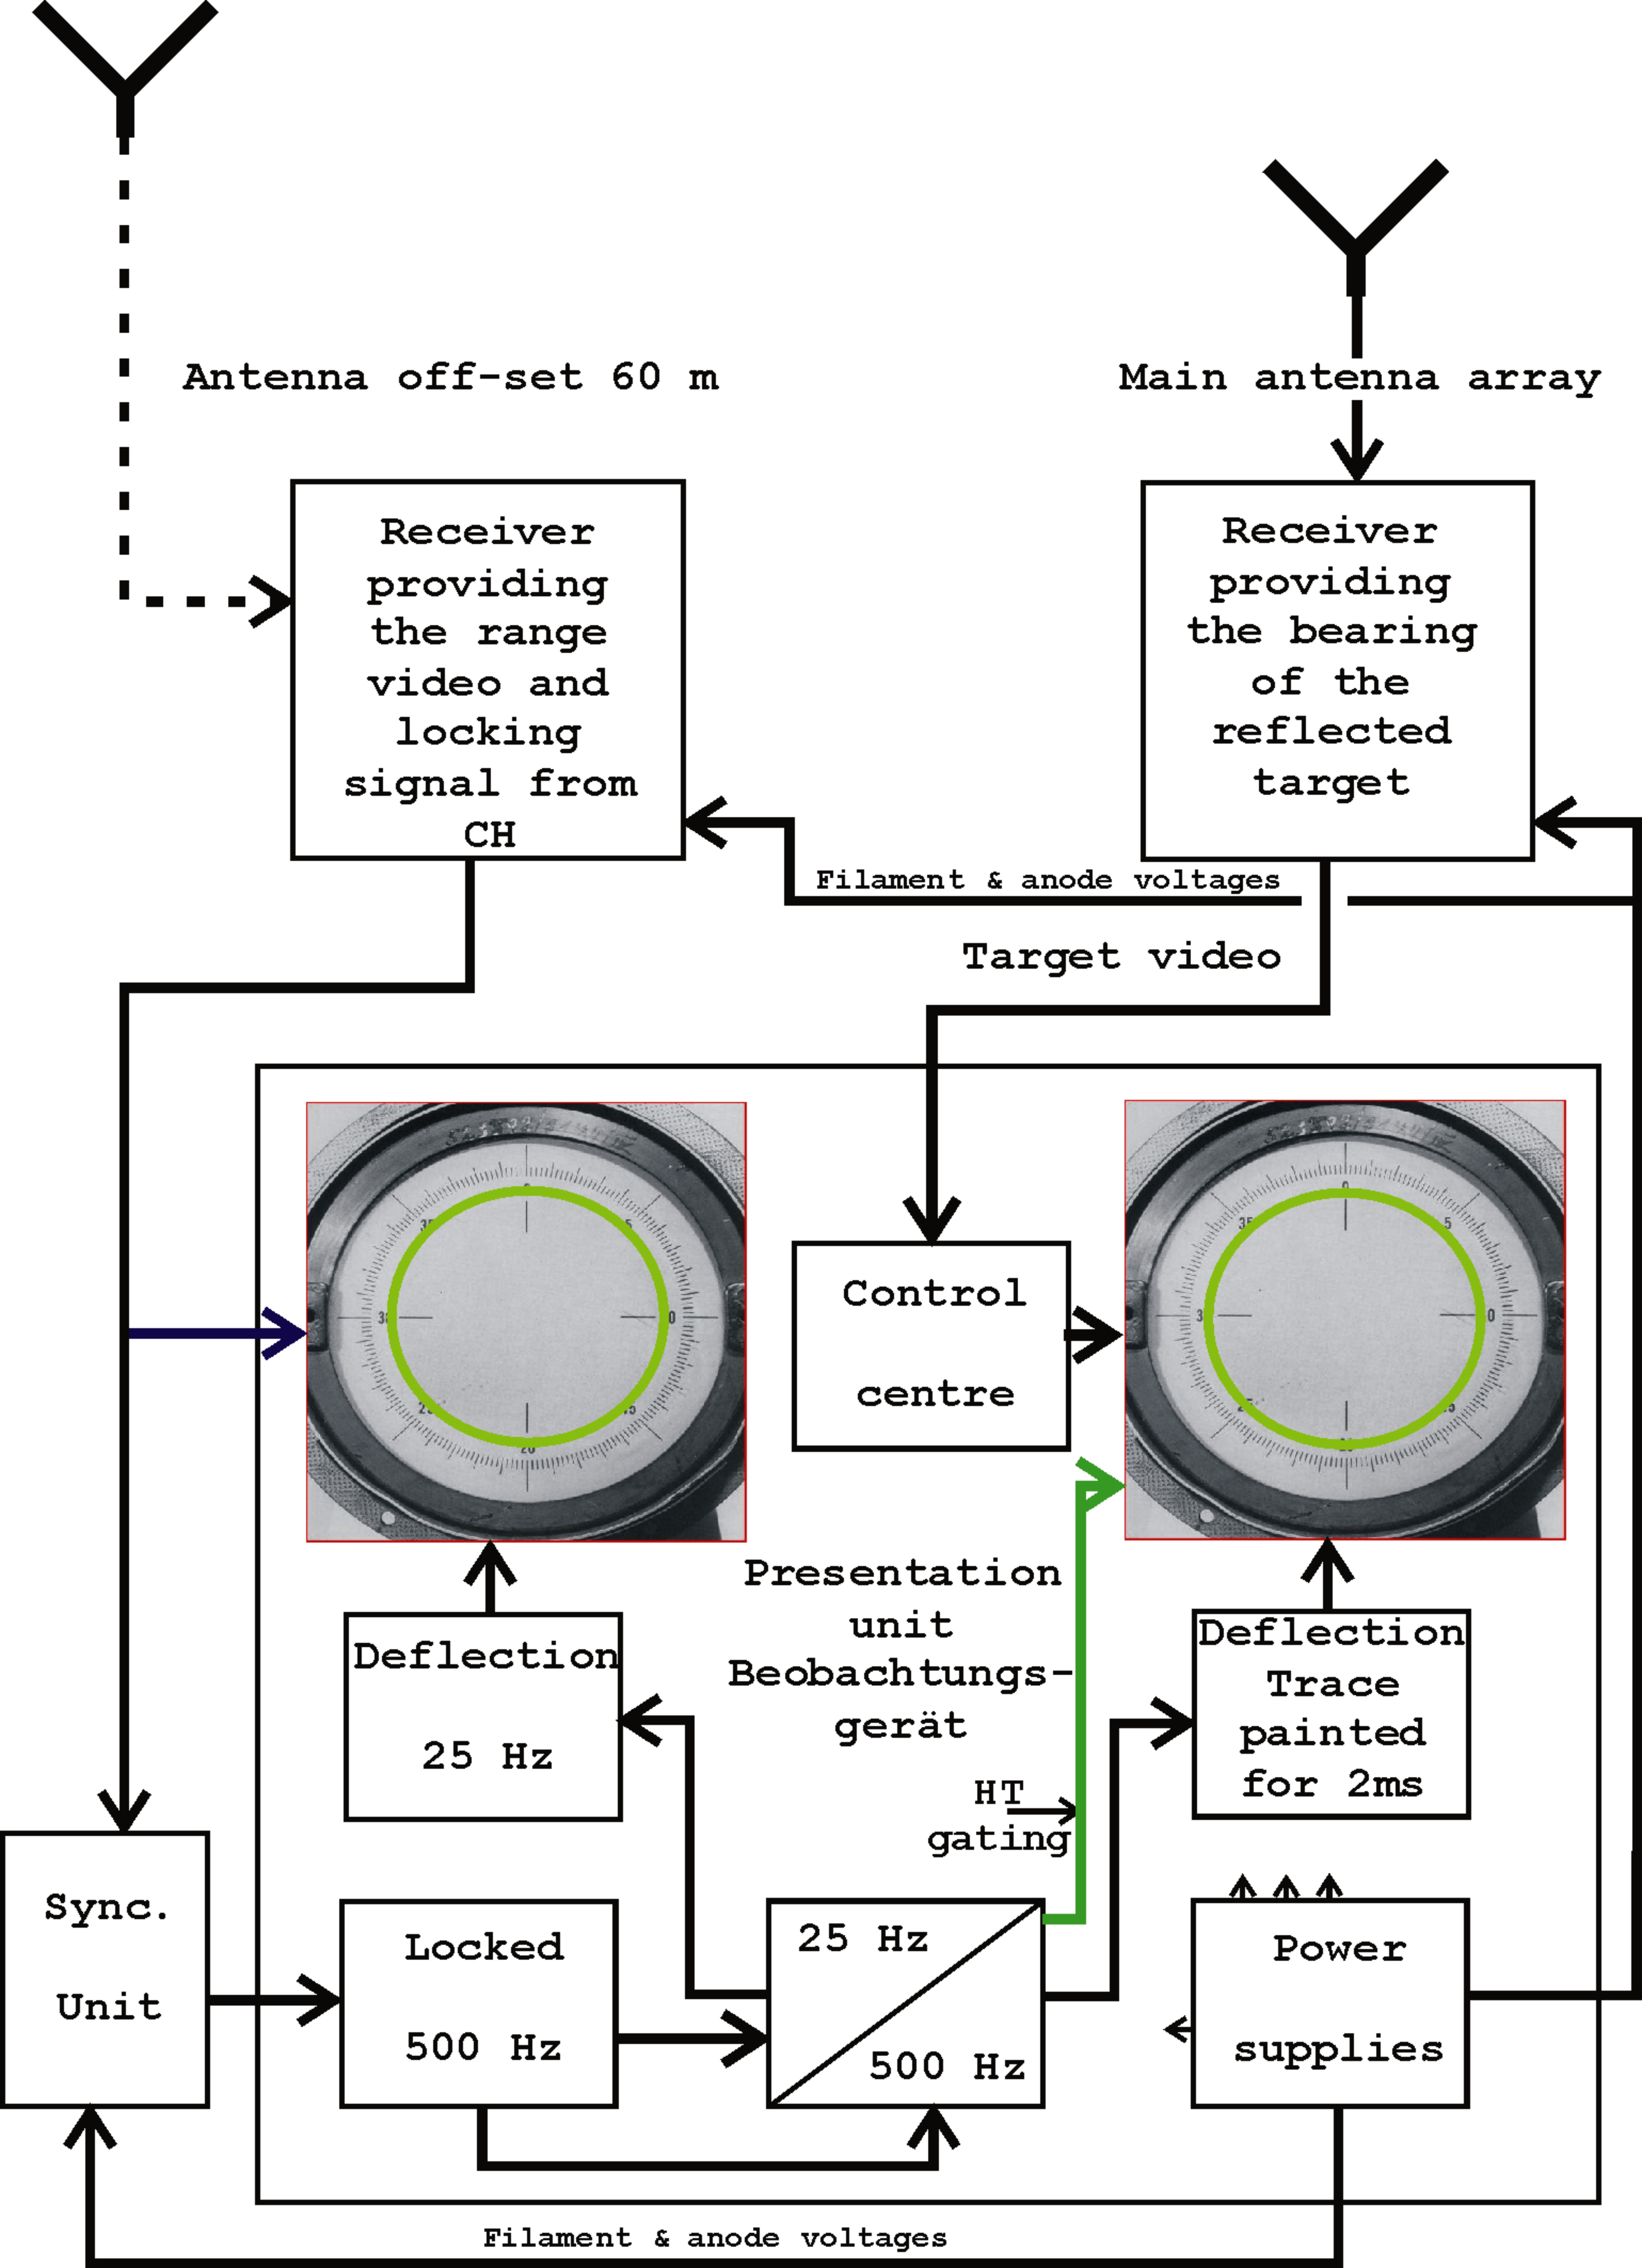 Antenna off-set 60 m
Main antenna array
Receiver
providing
the range
video and
locking
signal from
CH
Receiver
providing
the bearing
of the
reflected
target
Filament & anode voltages
Target video
Control
centre
Presentation
unit
Beobachtungs-
gerät
HT
gating
Deflection
25 Hz
Deflection
Trace
painted
for 2ms
Sync.
Unit
Locked
500 Hz
25 Hz
500 Hz
Power
supplies
Filament & anode voltages